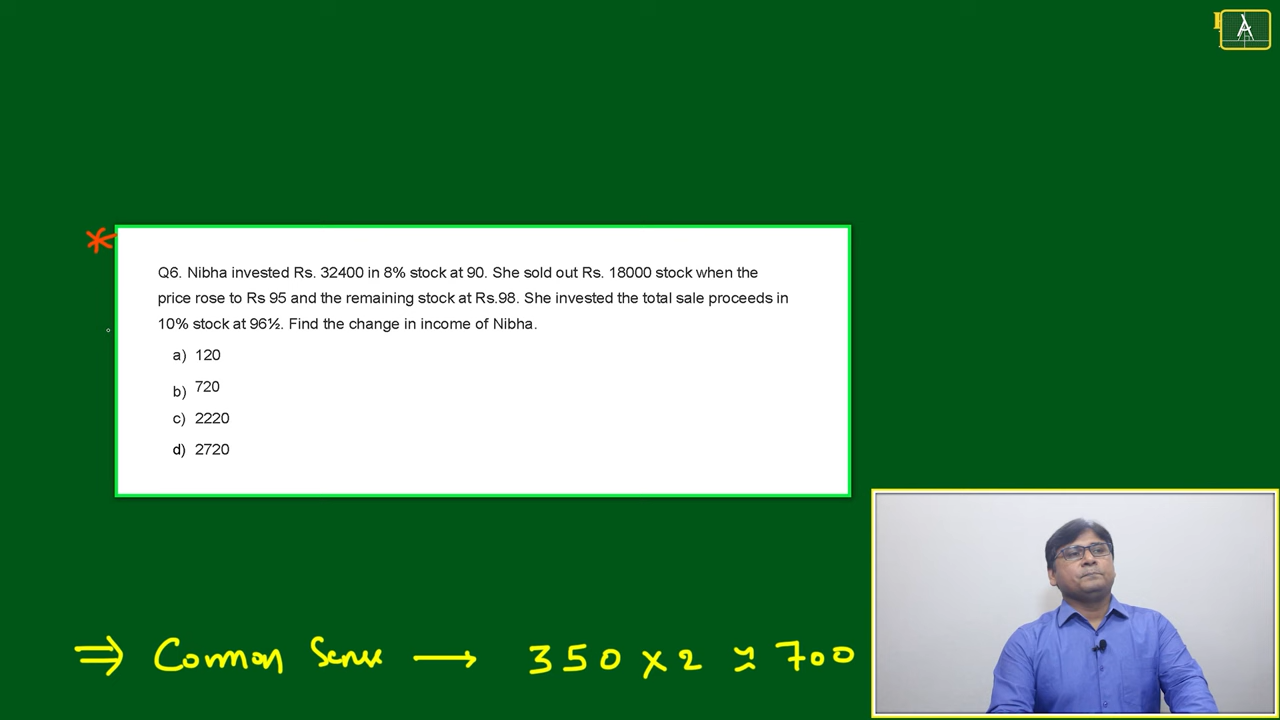 Q6. Nibha invested Rs. 32400 in 8% stock at 90. She sold out Rs. 18000 stock when the
price rose to Rs 95 and the remaining stock at Rs.98. She invested the total sale proceeds in
10% stock at 96½. Find the change in income of Nibha.
a) 120
b) 720
c) 2220
d) 2720
⇒ Common Sense → 350 x 2 ≈ 700